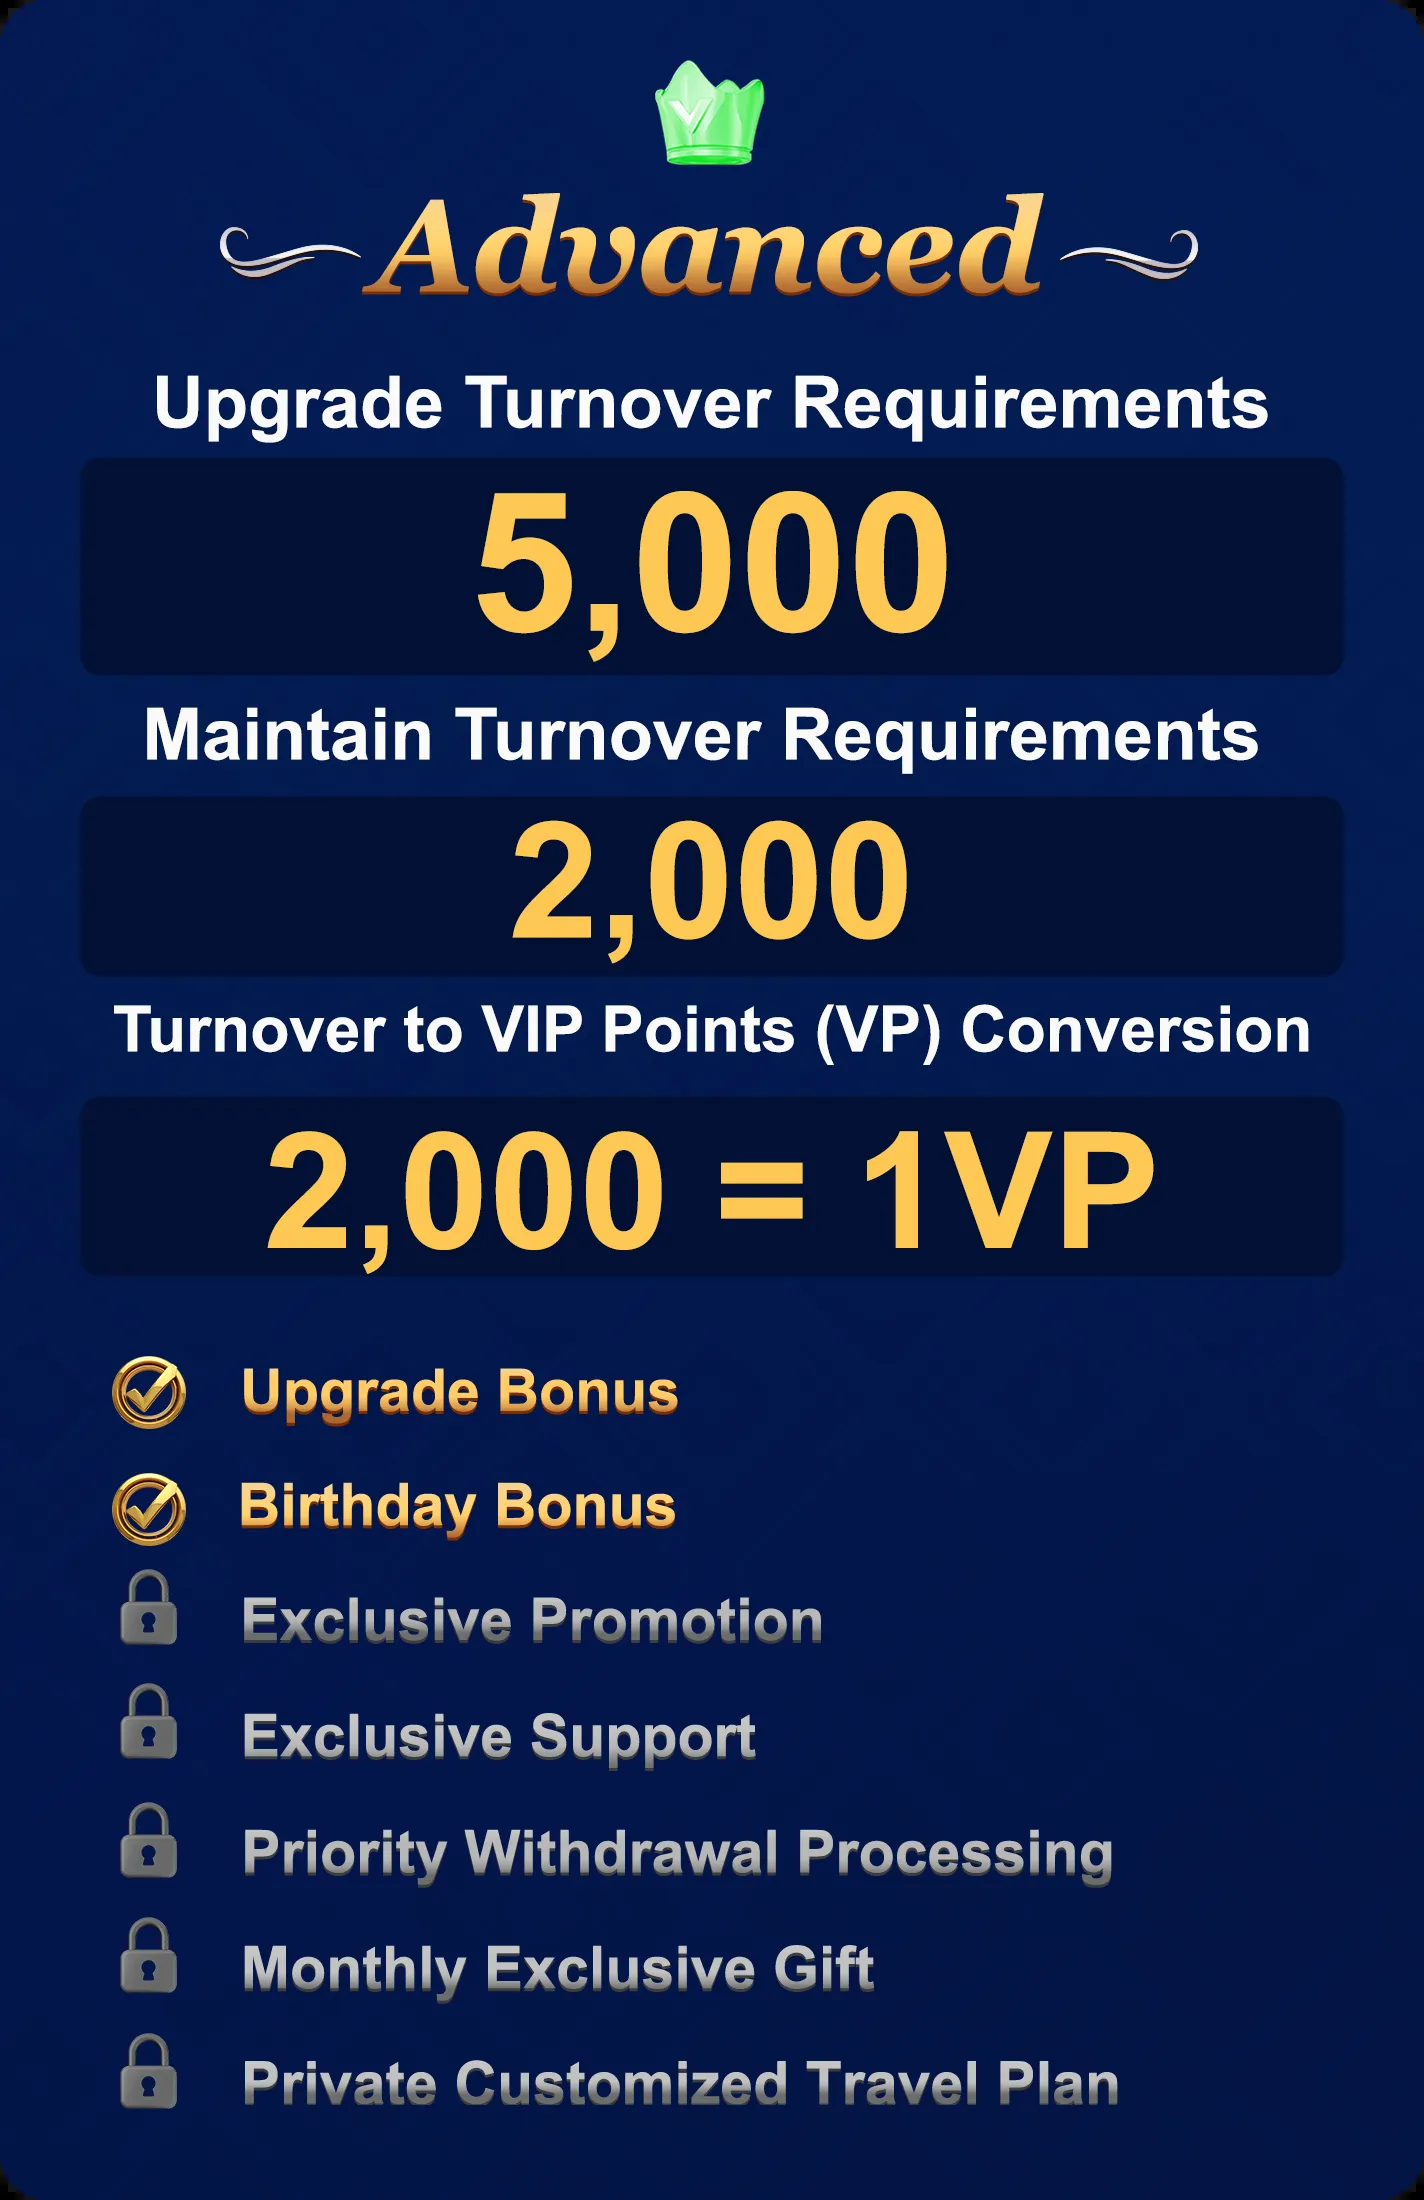 Advanced
Upgrade Turnover Requirements
5,000
Maintain Turnover Requirements
2,000
Turnover to VIP Points (VP) Conversion
2,000 = 1VP
Upgrade Bonus
Birthday Bonus
Exclusive Promotion
Exclusive Support
Priority Withdrawal Processing
Monthly Exclusive Gift
Private Customized Travel Plan